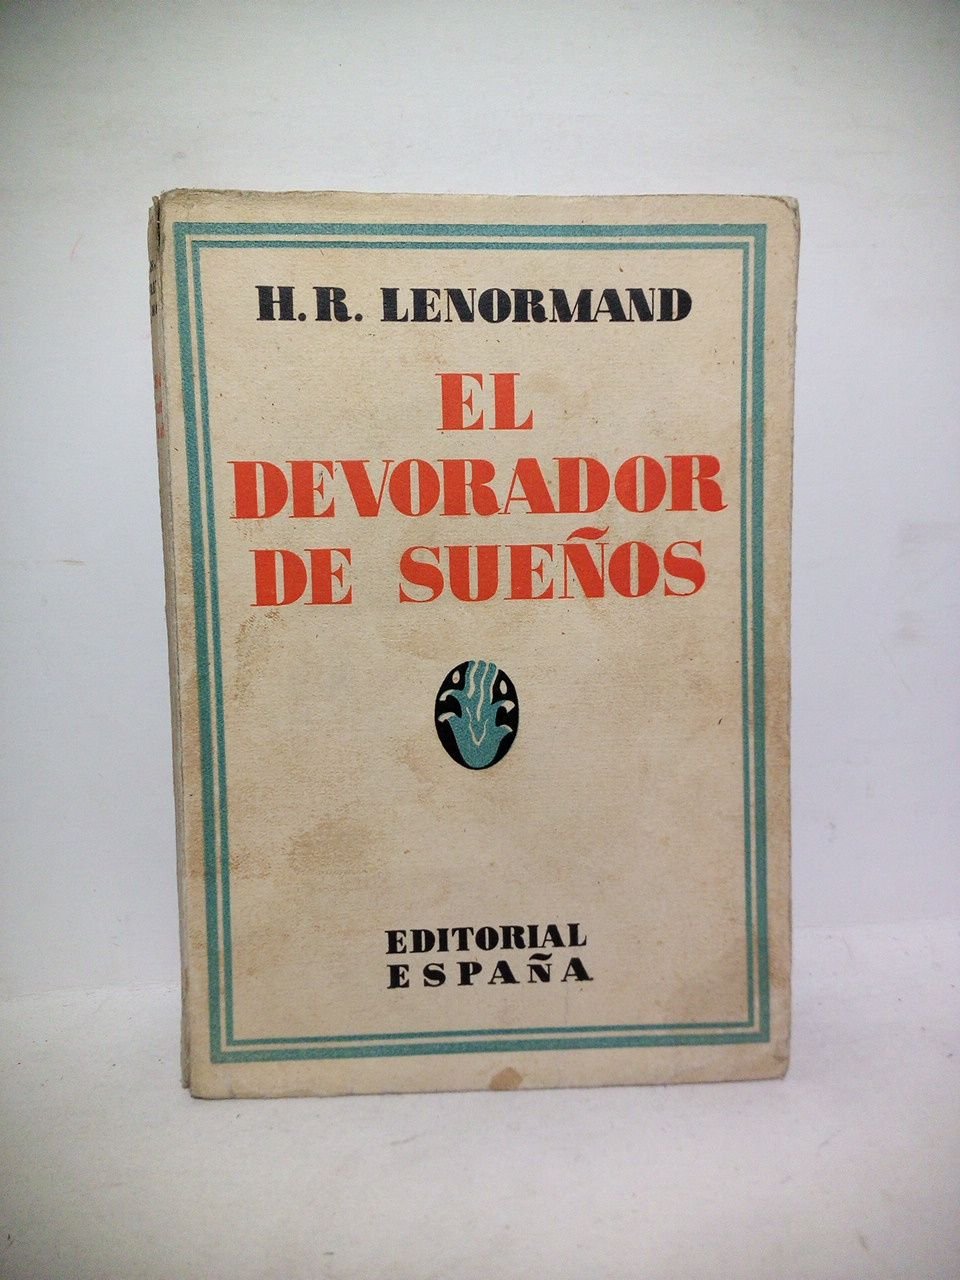 H. R. LENORMAND
EL
DEVORADOR
DE SUEÑOS
EDITORIAL
ESPAÑA